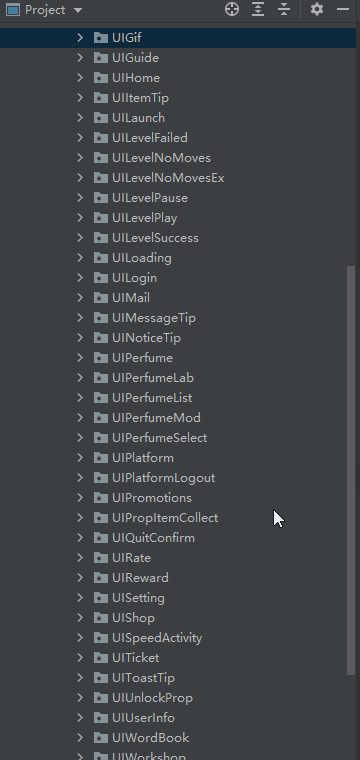 Project
UIGif
UIGuide
UIHome
UIItemTip
UILaunch
UILevelFailed
UILevelNoMoves
UILevelNoMovesEx
UILevelPause
UILevelPlay
UILevelSuccess
UILoading
UILogin
UIMail
UIMessageTip
UINoticeTip
UIPerfume
UIPerfumeLab
UIPerfumeList
UIPerfumeMod
UIPerfumeSelect
UIPlatform
UIPlatformLogout
UIPromotions
UIPropItemCollect
UIQuitConfirm
UIRate
UIReward
UISetting
UIShop
UISpeedActivity
UITicket
UIToastTip
UIUnlockProp
UIUserInfo
UIWordBook
UIWorkshop